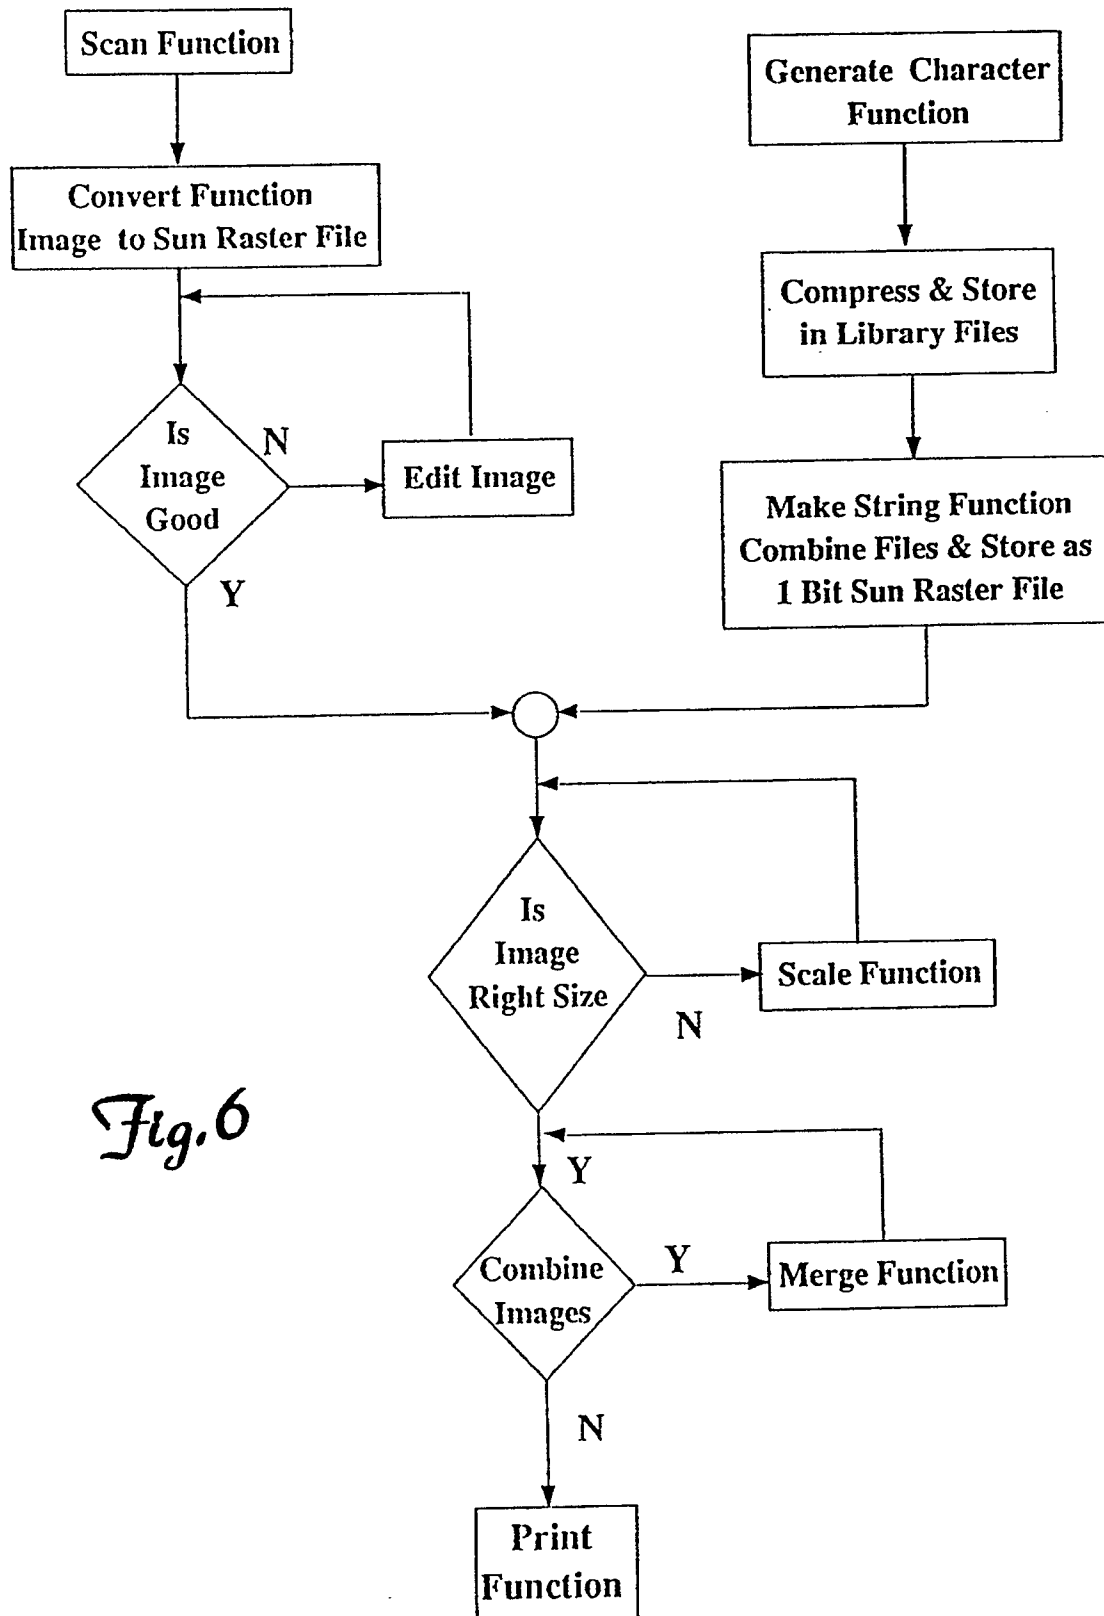 Scan Function
Convert Function
Image to Sun Raster File
Is
Image
Good
N
Edit Image
Y
Generate Character
Function
Compress & Store
in Library Files
Make String Function
Combine Files & Store as
1 Bit Sun Raster File
Is
Image
Right Size
N
Scale Function
Y
Combine
Images
Y
Merge Function
N
Print
Function
Fig.6